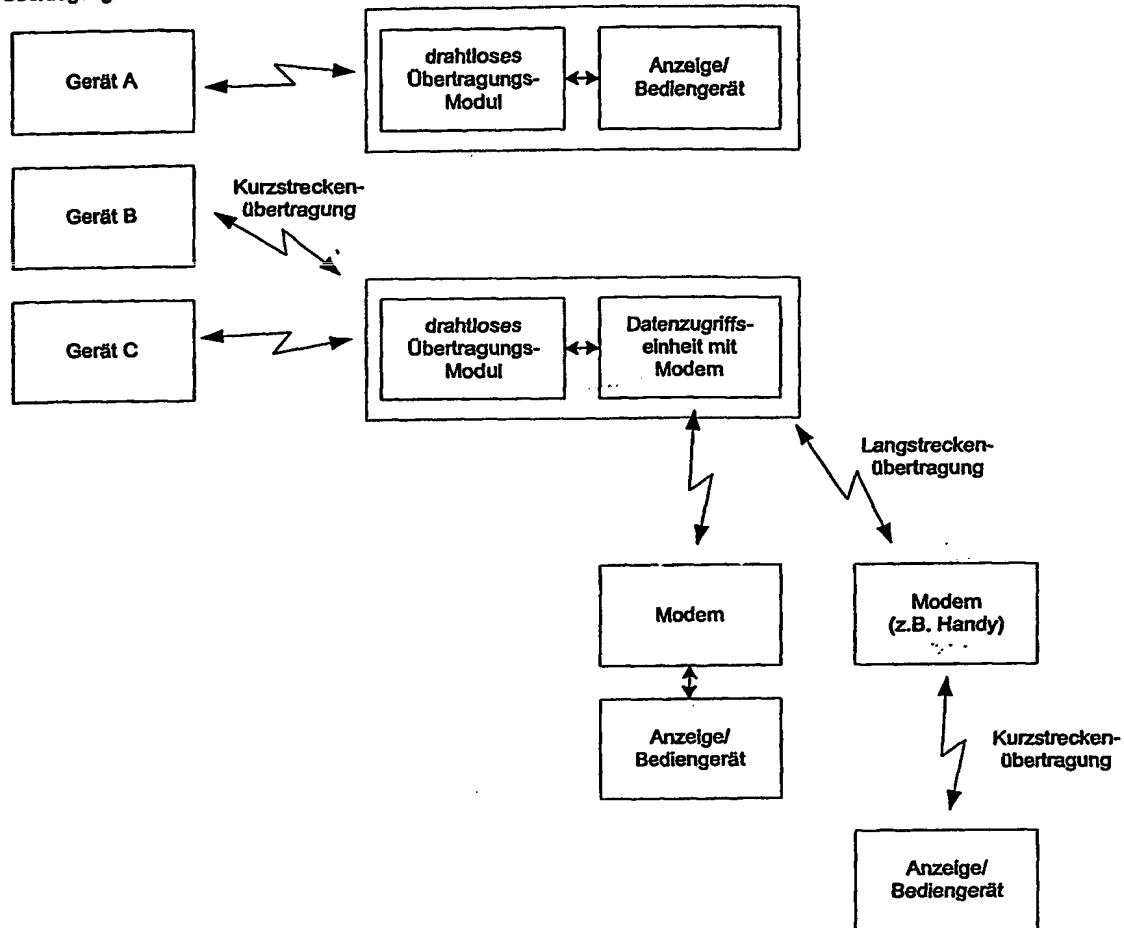 Gerät A
drahtloses
Übertragungs-
Modul
Anzeige/
Bediengerät
Gerät B
Kurzstrecken-
übertragung
Gerät C
drahtloses
Übertragungs-
Modul
Datenzugriffs-
einheit mit
Modem
Langstrecken-
übertragung
Modem
Modem
(z.B. Handy)
Anzeige/
Bediengerät
Kurzstrecken-
übertragung
Anzeige/
Bediengerät